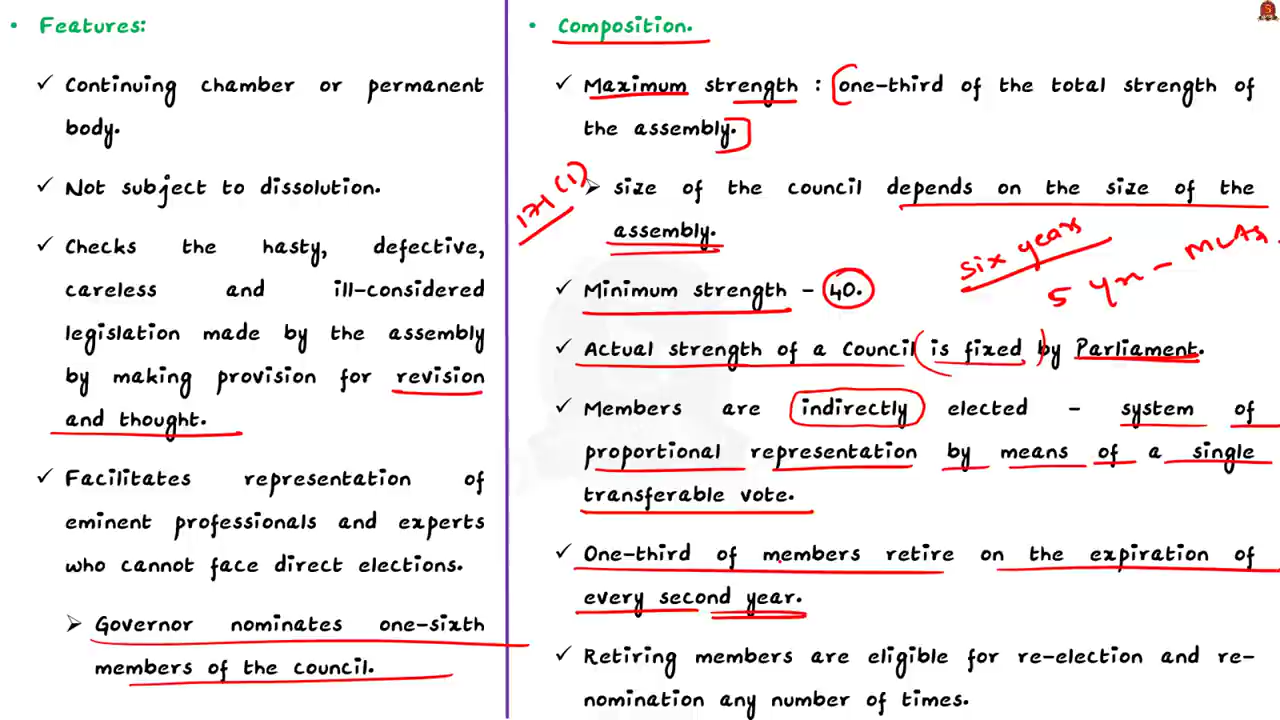 • Features:
✓ Continuing chamber or permanent
body.
✓ Not subject to dissolution.
✓ Checks the hasty, defective,
careless and ill-considered
legislation made by the assembly
by making provision for revision
and thought.
✓ Facilitates representation of
eminent professionals and experts
who cannot face direct elections.
➢ Governor nominates one-sixth
members of the council.
• Composition.
✓ Maximum strength : one-third of the total strength of
the assembly.
171 (1)
➢ size of the council depends on the size of the
assembly.
six years
5 yrs - MLAs.
✓ Minimum strength - 40.
✓ Actual strength of a Council (is fixed) by Parliament.
✓ Members are indirectly elected - system of
proportional representation by means of a single
transferable vote.
✓ One-third of members retire on the expiration of
every second year.
✓ Retiring members are eligible for re-election and re-
nomination any number of times.